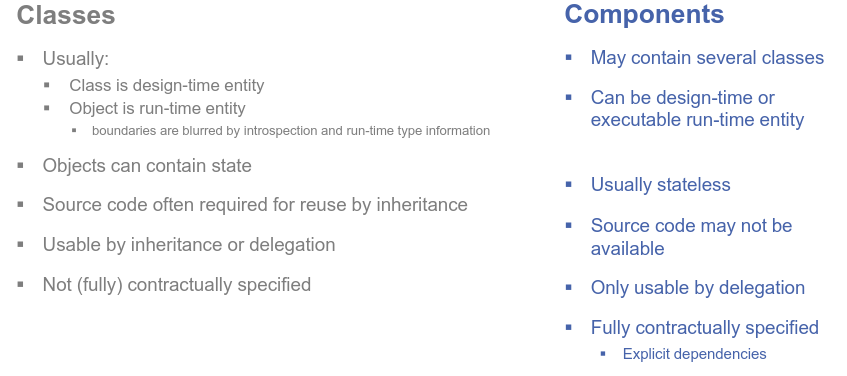 Classes
▪ Usually:
▪ Class is design-time entity
▪ Object is run-time entity
▪ boundaries are blurred by introspection and run-time type information
▪ Objects can contain state
▪ Source code often required for reuse by inheritance
▪ Usable by inheritance or delegation
▪ Not (fully) contractually specified
Components
▪ May contain several classes
▪ Can be design-time or
executable run-time entity
▪ Usually stateless
▪ Source code may not be
available
▪ Only usable by delegation
▪ Fully contractually specified
▪ Explicit dependencies